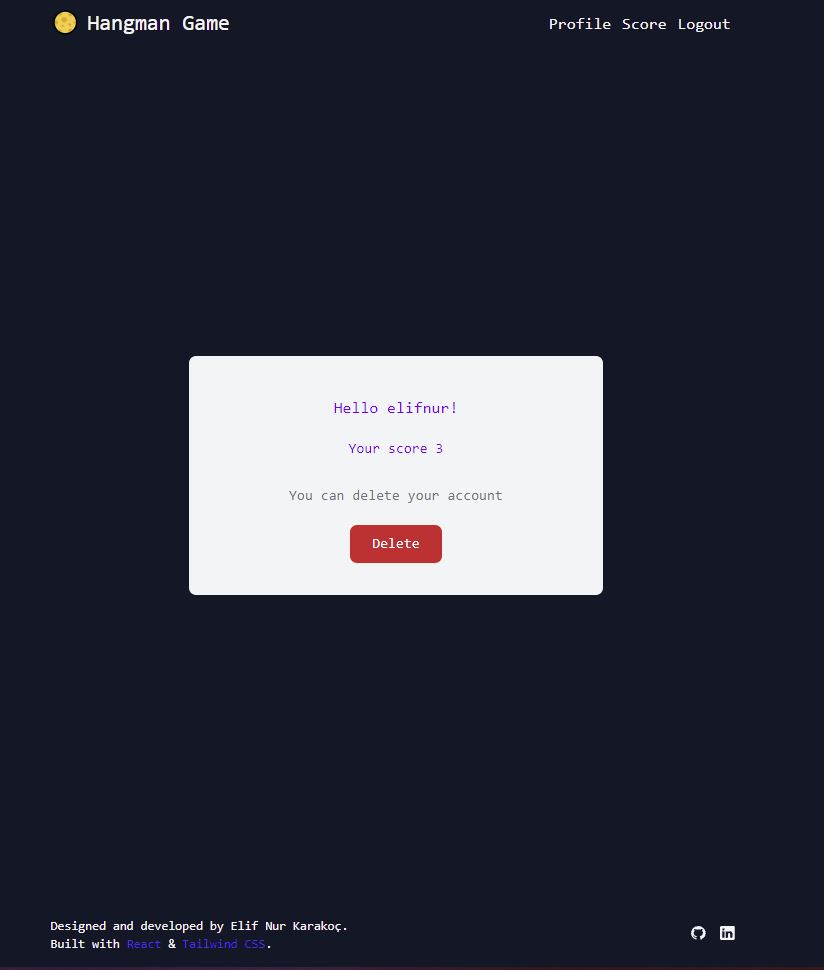 Hangman Game
Profile Score Logout
Hello elifnur!
Your score 3
You can delete your account
Delete
Designed and developed by Elif Nur Karakoç.
Built with React & Tailwind CSS.
in